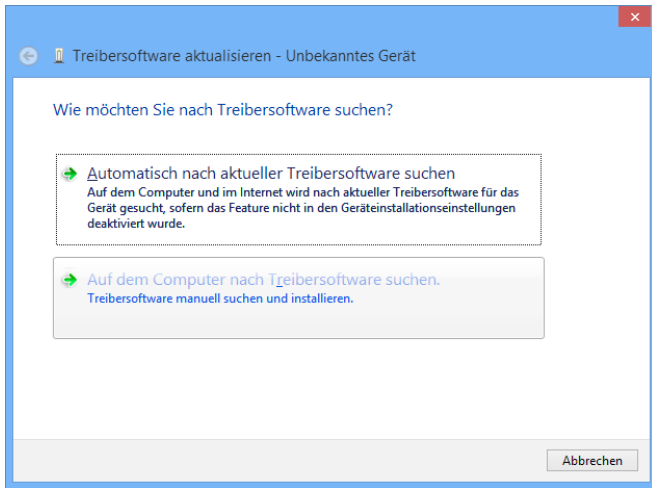 Treibersoftware aktualisieren - Unbekanntes Gerät
Wie möchten Sie nach Treibersoftware suchen?
Automatisch nach aktueller Treibersoftware suchen
Auf dem Computer und im Internet wird nach aktueller Treibersoftware für das
Gerät gesucht, sofern das Feature nicht in den Geräteinstallationseinstellungen
deaktiviert wurde.
Auf dem Computer nach Treibersoftware suchen.
Treibersoftware manuell suchen und installieren.
Abbrechen